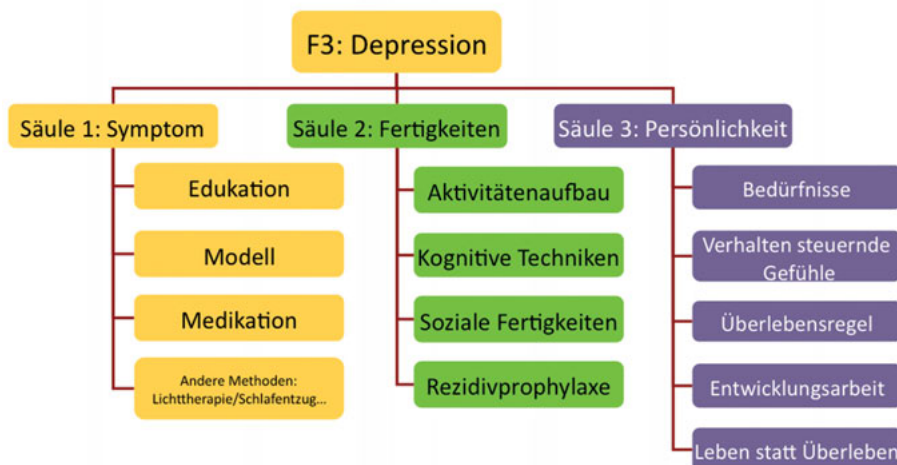 F3: Depression
Säule 1: Symptom
Edukation
Modell
Medikation
Andere Methoden:
Lichttherapie/Schlafentzug...
Säule 2: Fertigkeiten
Aktivitätenaufbau
Kognitive Techniken
Soziale Fertigkeiten
Rezidivprophylaxe
Säule 3: Persönlichkeit
Bedürfnisse
Verhalten steuernde
Gefühle
Überlebensregel
Entwicklungsarbeit
Leben statt Überleben